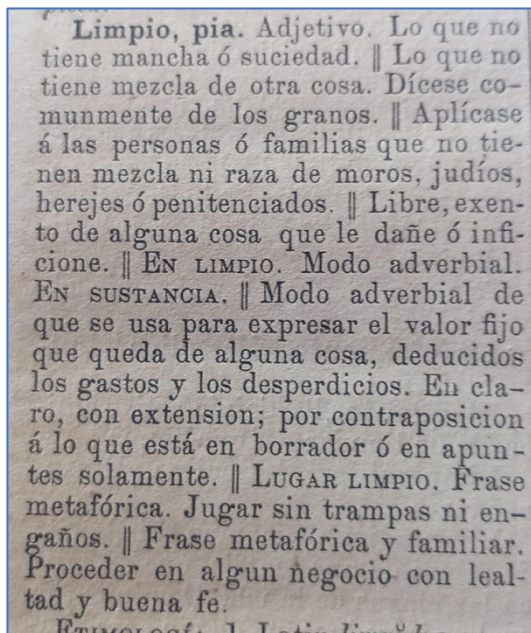 Limpio, pia. Adjetivo. Lo que no
tiene mancha ó suciedad. || Lo que no
tiene mezcla de otra cosa. Dícese co-
munmente de los granos. || Aplícase
á las personas ó familias que no tie-
nen mezcla ni raza de moros, judíos,
herejes ó penitenciados. || Libre, exen-
to de alguna cosa que le dañe ó infi-
cione. || EN LIMPIO. Modo adverbial.
EN SUSTANCIA. || Modo adverbial de
que se usa para expresar el valor fijo
que queda de alguna cosa, deducidos
los gastos y los desperdicios. En cla-
ro, con extension; por contraposicion
á lo que está en borrador ó en apun-
tes solamente. || LUGAR LIMPIO. Frase
metafórica. Jugar sin trampas ni en-
gaños. || Frase metafórica y familiar.
Proceder en algun negocio con leal-
tad y buena fe.